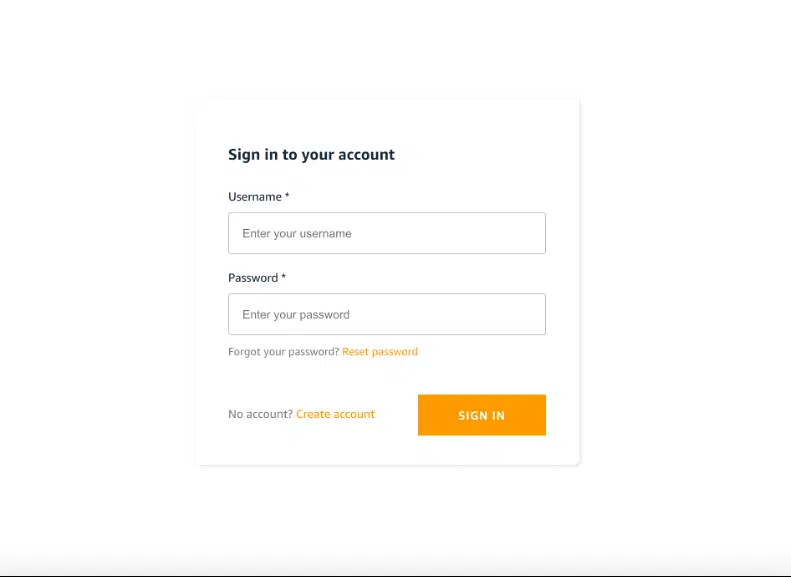 Sign in to your account
Username *
Enter your username
Password *
Enter your password
Forgot your password? Reset password
No account? Create account
SIGN IN